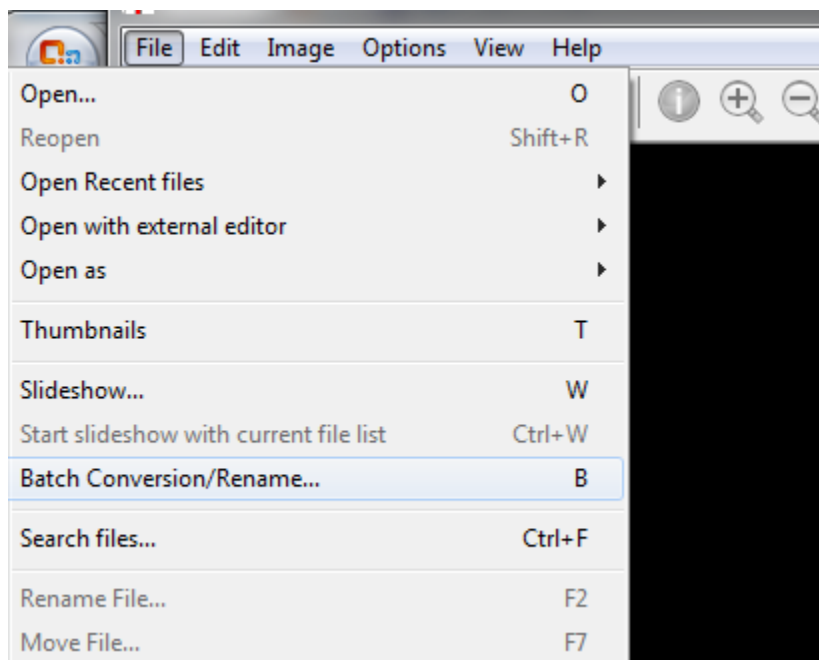 File Edit Image Options View Help
Open... O
Reopen Shift+R
Open Recent files
Open with external editor
Open as
Thumbnails T
Slideshow... W
Start slideshow with current file list Ctrl+W
Batch Conversion/Rename... B
Search files... Ctrl+F
Rename File... F2
Move File... F7